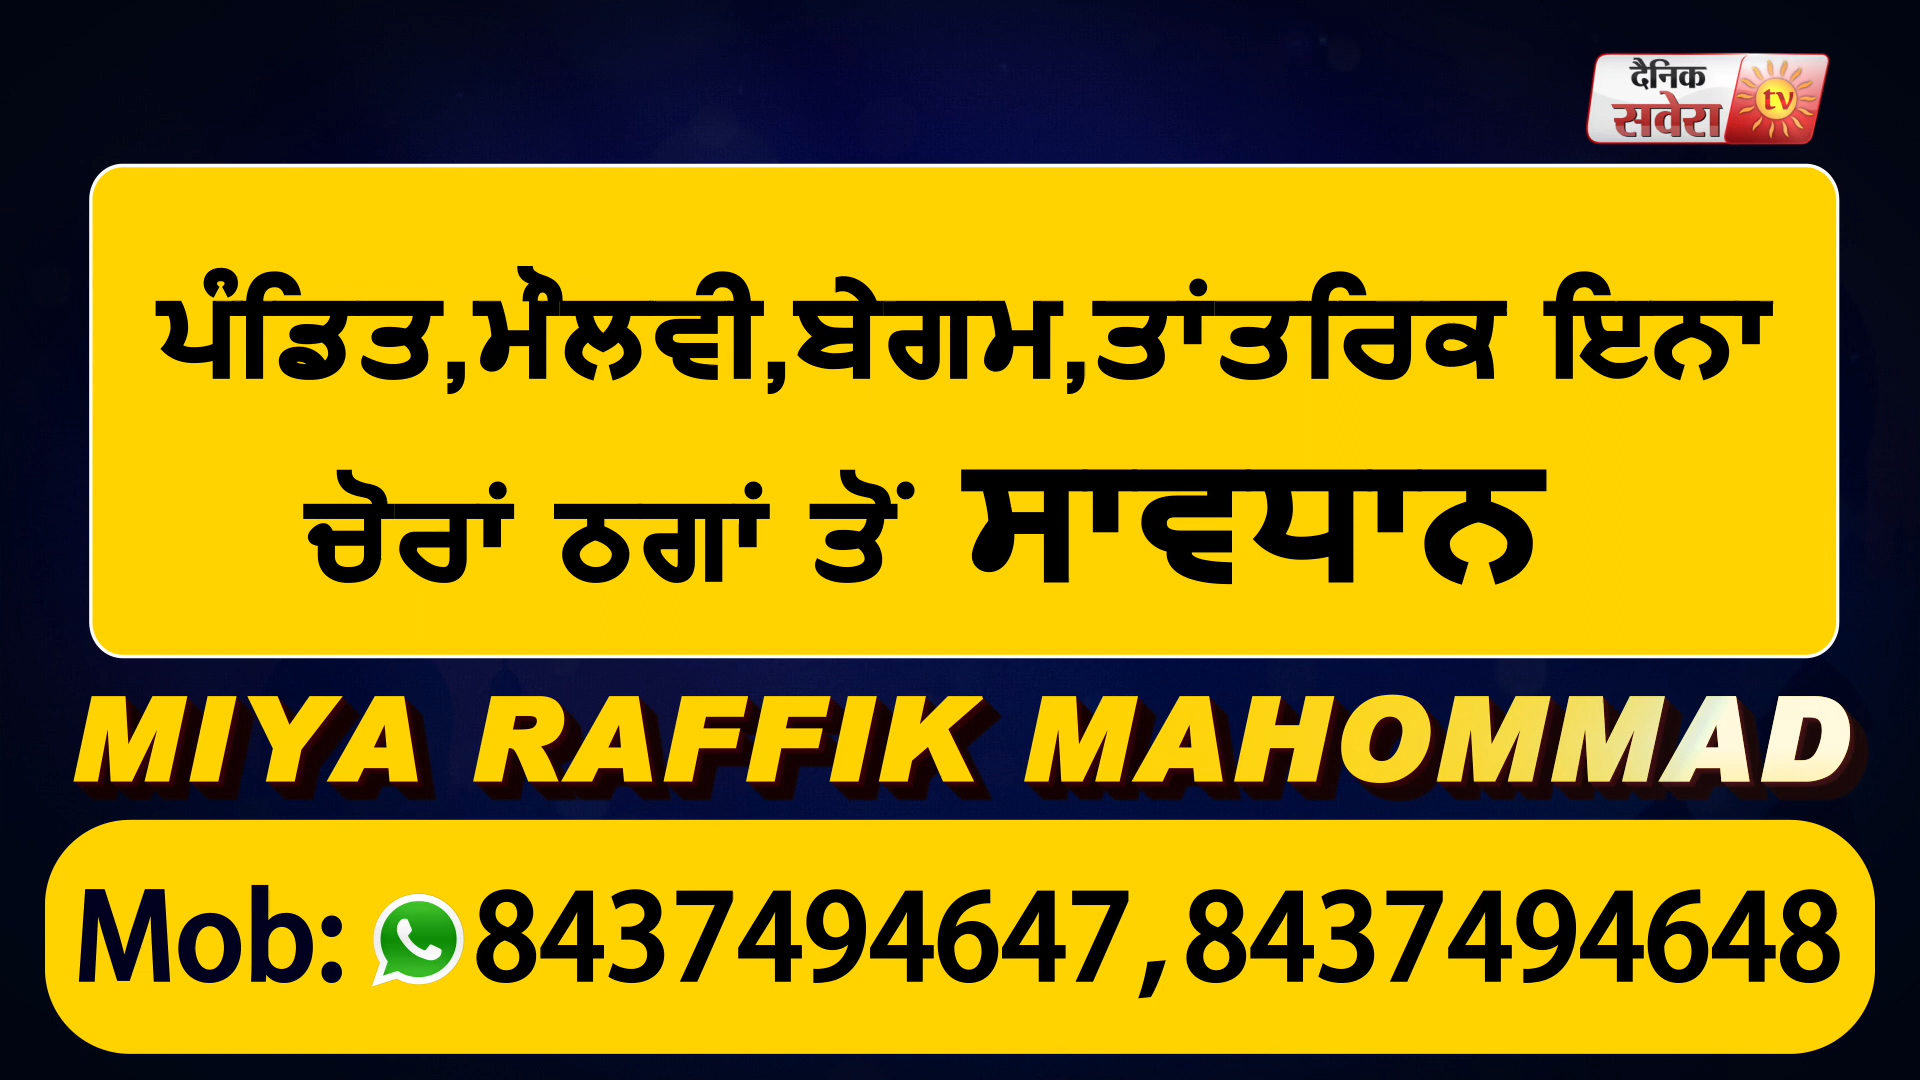 दैनिक
सवेरा tv
ਪੰਡਿਤ,ਮੌਲਵੀ,ਬੇਗਮ,ਤਾਂਤਰਿਕ ਇਨਾ
ਚੋਰਾਂ ਠਗਾਂ ਤੋਂ ਸਾਵਧਾਨ
MIYA RAFFIK MAHOMMAD
Mob: 8437494647,8437494648